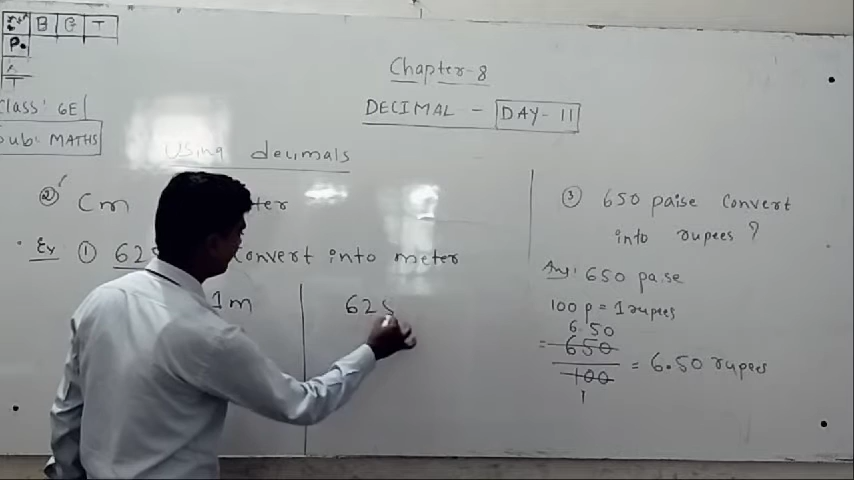 B G T
P.
T
Class: 6E
Sub: MATHS
Chapter-8
DECIMAL - DAY- 11
Using decimals
② Cm
Ex ① 62 Convert into meter
1m
625
③ 650 paise Convert
into rupees ?
Ans: 650 paise
100 p = 1 rupees
6.50
= 650 / 100 = 6.50 rupees
1